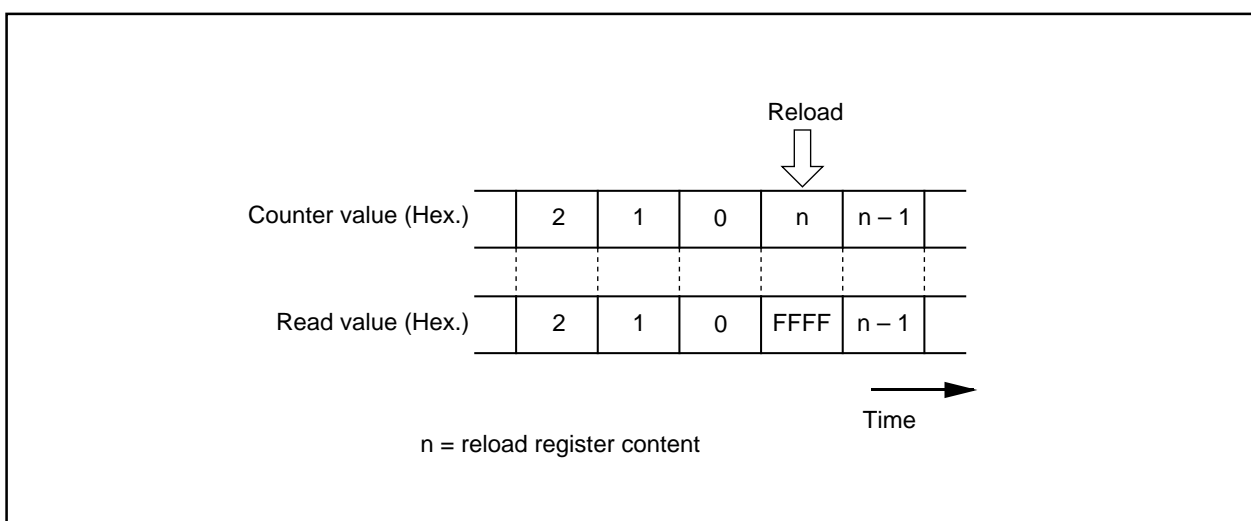 Reload
Counter value (Hex.) 2 1 0 n n – 1
Read value (Hex.) 2 1 0 FFFF n – 1
Time
n = reload register content